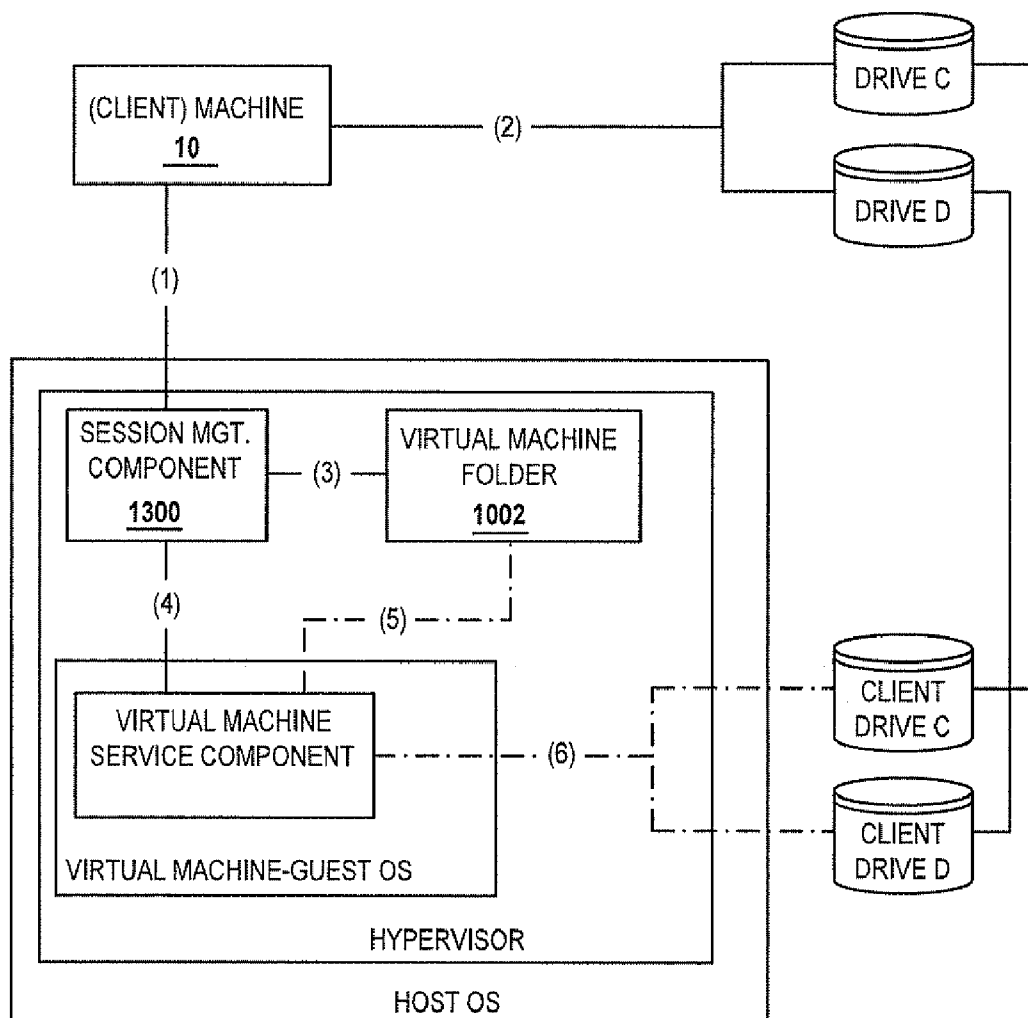 DRIVE C
(CLIENT) MACHINE
10
(2)
DRIVE D
(1)
SESSION MGT.
COMPONENT
1300
(3)
VIRTUAL MACHINE
FOLDER
1002
(4)
(5)
VIRTUAL MACHINE
SERVICE COMPONENT
(6)
CLIENT
DRIVE C
CLIENT
DRIVE D
VIRTUAL MACHINE-GUEST OS
HYPERVISOR
HOST OS